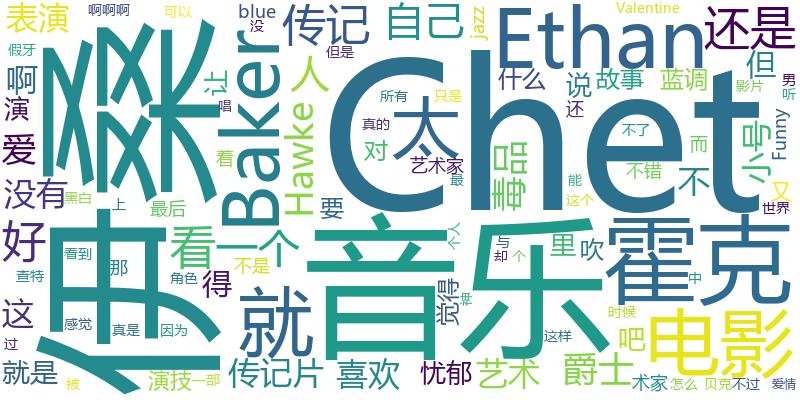 表演
啊啊啊
可以
blue
没
传记
自己
jazz
Ethan
Valentine
还是
假牙
但是
啊
桑
让
Baker
人
Chet
太
什么
说
故事
蓝调
但
影片
男
听
演
唱
所有
只是
还
小号
Funny
爱
着
Hawke
真的
对
艺术家
毒品
不了
而
没有
黑白
上
最后
要
最
能
不错
这个
不
又
世界
好
伊
看
一个
音乐
个人
与
却
个
里
吹
霍克
看到
那
不是
查特
角色
得
觉得
神
中
这
感觉
真是
因为
就
这样
时候
吧
电影
过
就是
被
演技
一部
传记片
喜欢
忧郁
艺术
爵士
术家
怎么
贝克
不过
爱情